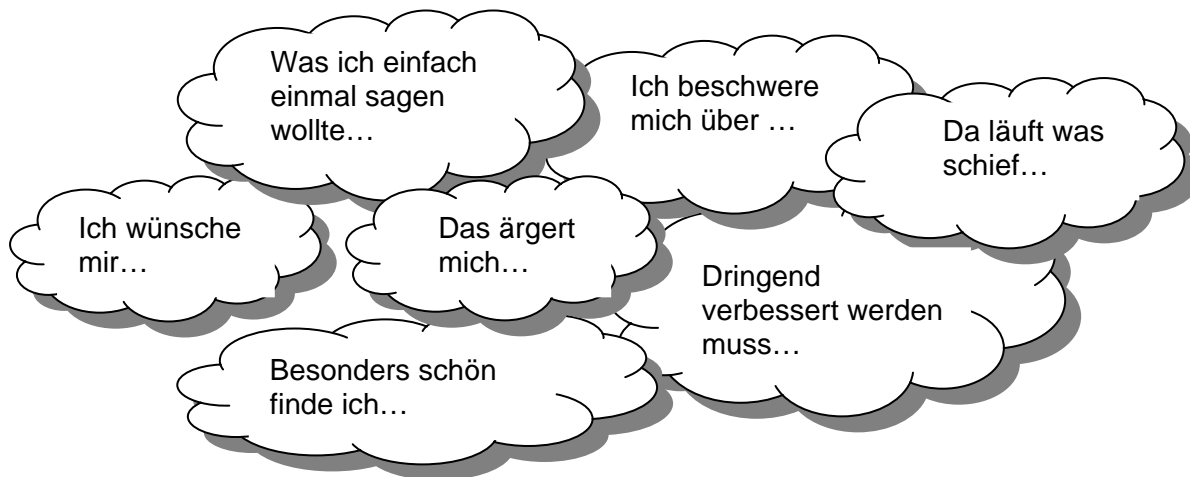 Was ich einfach
einmal sagen
wollte…
Ich beschwere
mich über …
Da läuft was
schief…
Ich wünsche
mir…
Das ärgert
mich…
Dringend
verbessert werden
muss…
Besonders schön
finde ich…